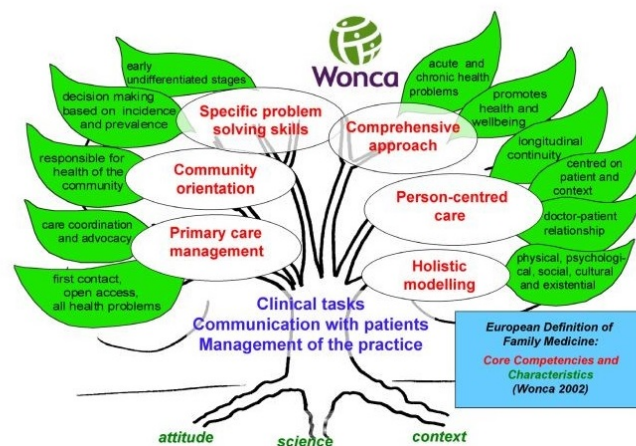 Wonca
early
undifferentiated stages
decision making
based on incidence
and prevalence
responsible for
health of the
community
care coordination
and advocacy
first contact,
open access,
all health problems
Specific problem
solving skills
Community
orientation
Primary care
management
Comprehensive
approach
Person-centred
care
Holistic
modelling
acute and
chronic health
problems
promotes
health and
wellbeing
longitudinal
continuity
centred on
patient and
context
doctor-patient
relationship
physical, psychologi-
cal, social, cultural
and existential
Clinical tasks
Communication with patients
Management of the practice
European Definition of
Family Medicine:
Core Competencies and
Characteristics
(Wonca 2002)
attitude
science
context